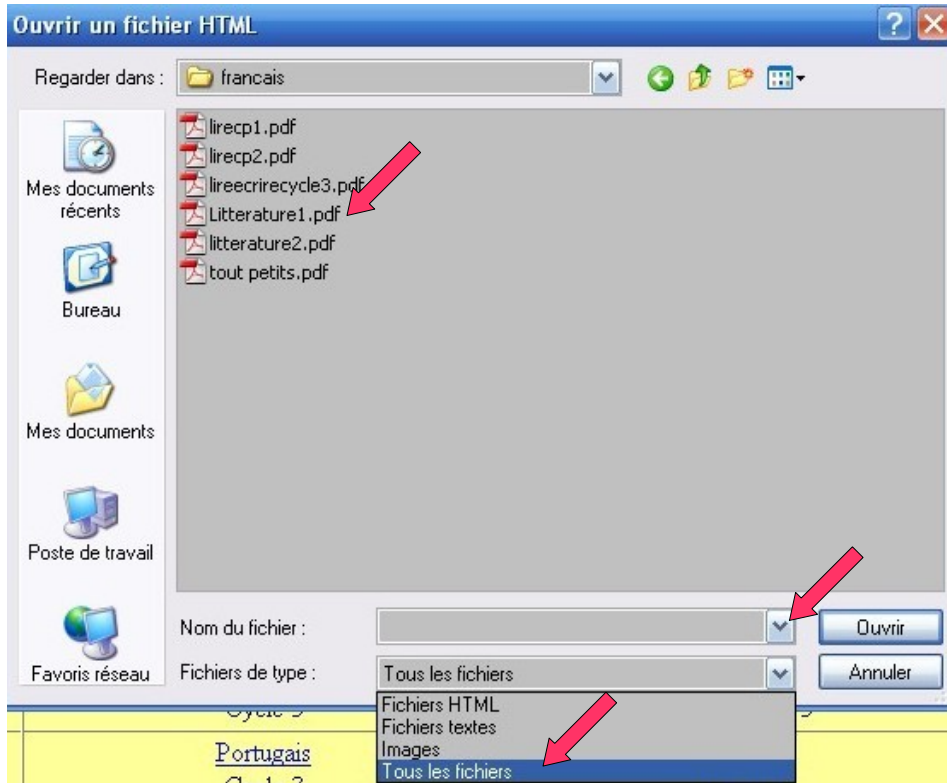 Ouvrir un fichier HTML
Regarder dans :
francais
lirecp1.pdf
lirecp2.pdf
lireecrirecycle3.pdf
Litterature1.pdf
litterature2.pdf
tout petits.pdf
Mes documents
récents
Bureau
Mes documents
Poste de travail
Favoris réseau
Nom du fichier :
Ouvrir
Fichiers de type :
Tous les fichiers
Annuler
Fichiers HTML
Fichiers textes
Images
Tous les fichiers
Portugais